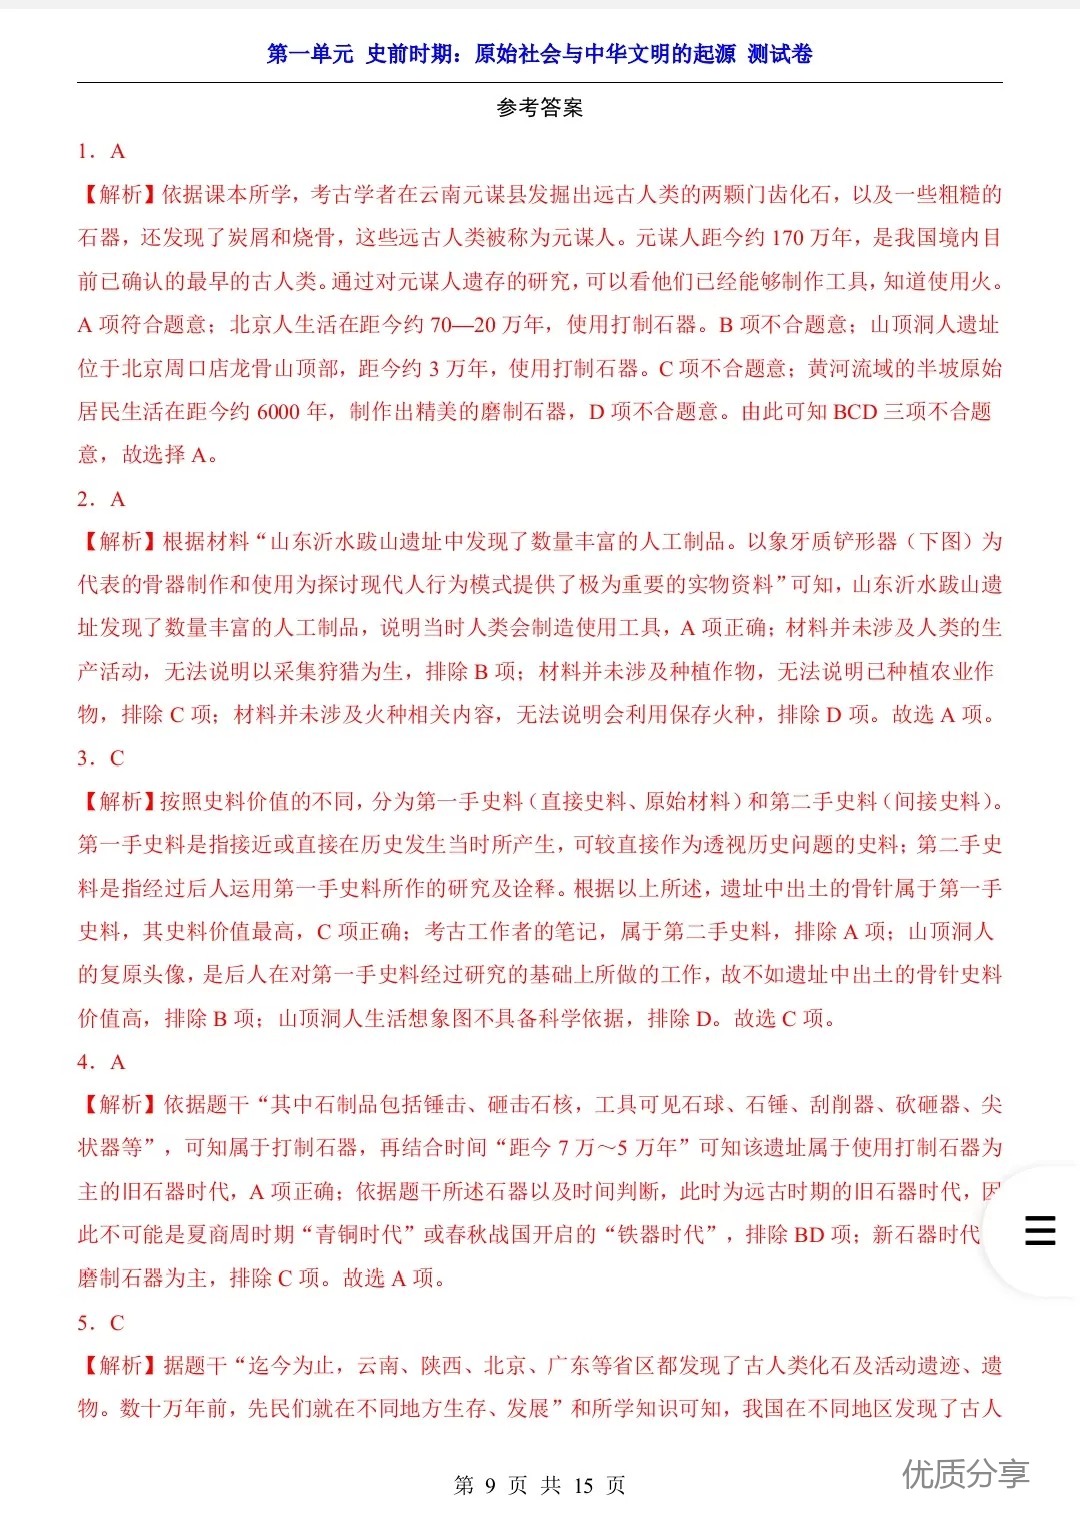 第一单元 史前时期：原始社会与中华文明的起源 测试卷
参考答案
1．A
【解析】依据课本所学，考古学者在云南元谋县发掘出远古人类的两颗门齿化石，以及一些粗糙的
石器，还发现了炭屑和烧骨，这些远古人类被称为元谋人。元谋人距今约 170 万年，是我国境内目
前已确认的最早的古人类。通过对元谋人遗存的研究，可以看他们已经能够制作工具，知道使用火。
A 项符合题意；北京人生活在距今约 70—20 万年，使用打制石器。B 项不合题意；山顶洞人遗址
位于北京周口店龙骨山顶部，距今约 3 万年，使用打制石器。C 项不合题意；黄河流域的半坡原始
居民生活在距今约 6000 年，制作出精美的磨制石器，D 项不合题意。由此可知 BCD 三项不合题
意，故选择 A。
2．A
【解析】根据材料“山东沂水跋山遗址中发现了数量丰富的人工制品。以象牙质铲形器（下图）为
代表的骨器制作和使用为探讨现代人行为模式提供了极为重要的实物资料”可知，山东沂水跋山遗
址发现了数量丰富的人工制品，说明当时人类会制造使用工具，A 项正确；材料并未涉及人类的生
产活动，无法说明以采集狩猎为生，排除 B 项；材料并未涉及种植作物，无法说明已种植农业作
物，排除 C 项；材料并未涉及火种相关内容，无法说明会利用保存火种，排除 D 项。故选 A 项。
3．C
【解析】按照史料价值的不同，分为第一手史料（直接史料、原始材料）和第二手史料（间接史料）。
第一手史料是指接近或直接在历史发生当时所产生，可较直接作为透视历史问题的史料；第二手史
料是指经过后人运用第一手史料所作的研究及诠释。根据以上所述，遗址中出土的骨针属于第一手
史料，其史料价值最高，C 项正确；考古工作者的笔记，属于第二手史料，排除 A 项；山顶洞人
的复原头像，是后人在对第一手史料经过研究的基础上所做的工作，故不如遗址中出土的骨针史料
价值高，排除 B 项；山顶洞人生活想象图不具备科学依据，排除 D。故选 C 项。
4．A
【解析】依据题干“其中石制品包括锤击、砸击石核，工具可见石球、石锤、刮削器、砍砸器、尖
状器等”，可知属于打制石器，再结合时间“距今 7 万～5 万年”可知该遗址属于使用打制石器为
主的旧石器时代，A 项正确；依据题干所述石器以及时间判断，此时为远古时期的旧石器时代，因
此不可能是夏商周时期“青铜时代”或春秋战国开启的“铁器时代”，排除 BD 项；新石器时代
磨制石器为主，排除 C 项。故选 A 项。
5．C
【解析】据题干“迄今为止，云南、陕西、北京、广东等省区都发现了古人类化石及活动遗迹、遗
物。数十万年前，先民们就在不同地方生存、发展”和所学知识可知，我国在不同地区发现了古人
第 9 页 共 15 页
优质分享